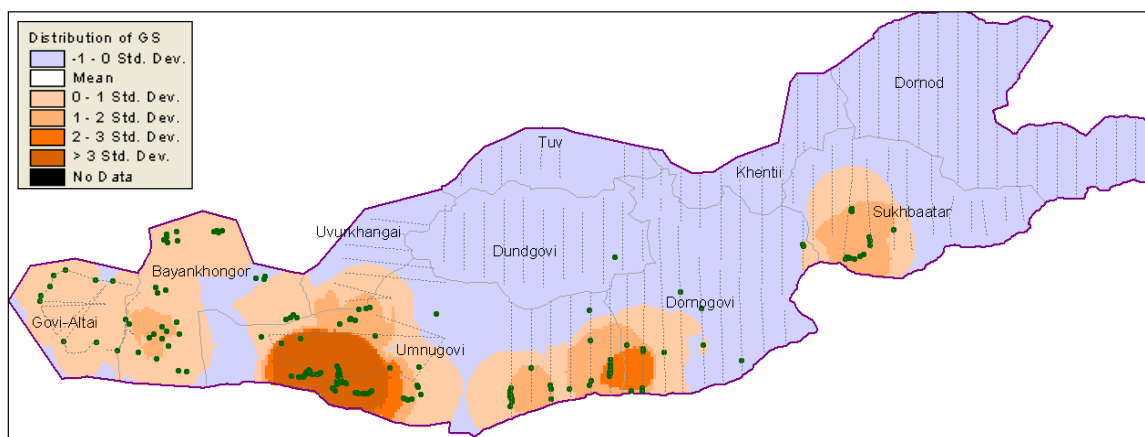 Distribution of GS
-1 - 0 Std. Dev.
Mean
0 - 1 Std. Dev.
1 - 2 Std. Dev.
2 - 3 Std. Dev.
> 3 Std. Dev.
No Data
Dornod
Tuv
Khentii
Sukhbaatar
Uvurkhangai
Dundgovi
Bayankhongor
Dornogovi
Govi-Altai
Umnugovi